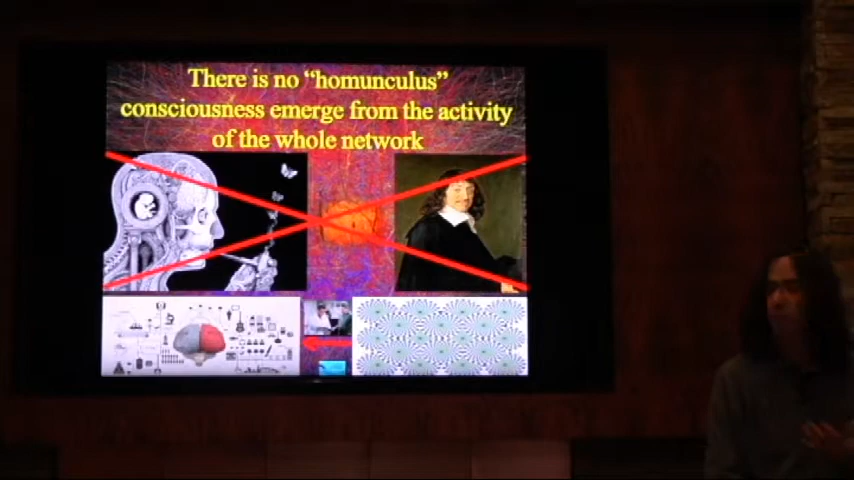 There is no “homunculus”
consciousness emerge from the activity
of the whole network